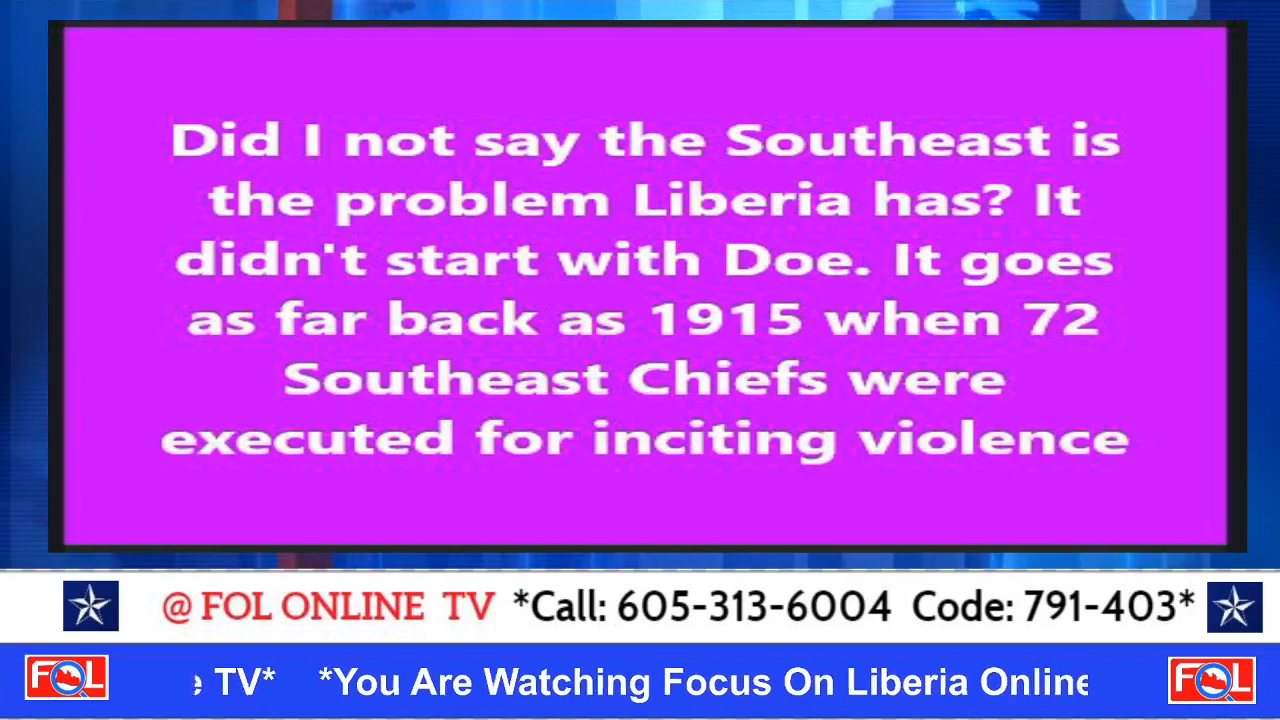 Did I not say the Southeast is
the problem Liberia has? It
didn't start with Doe. It goes
as far back as 1915 when 72
Southeast Chiefs were
executed for inciting violence
@ FOL ONLINE TV *Call: 605-313-6004 Code: 791-403*
FOL TV* *You Are Watching Focus On Liberia Online FOL